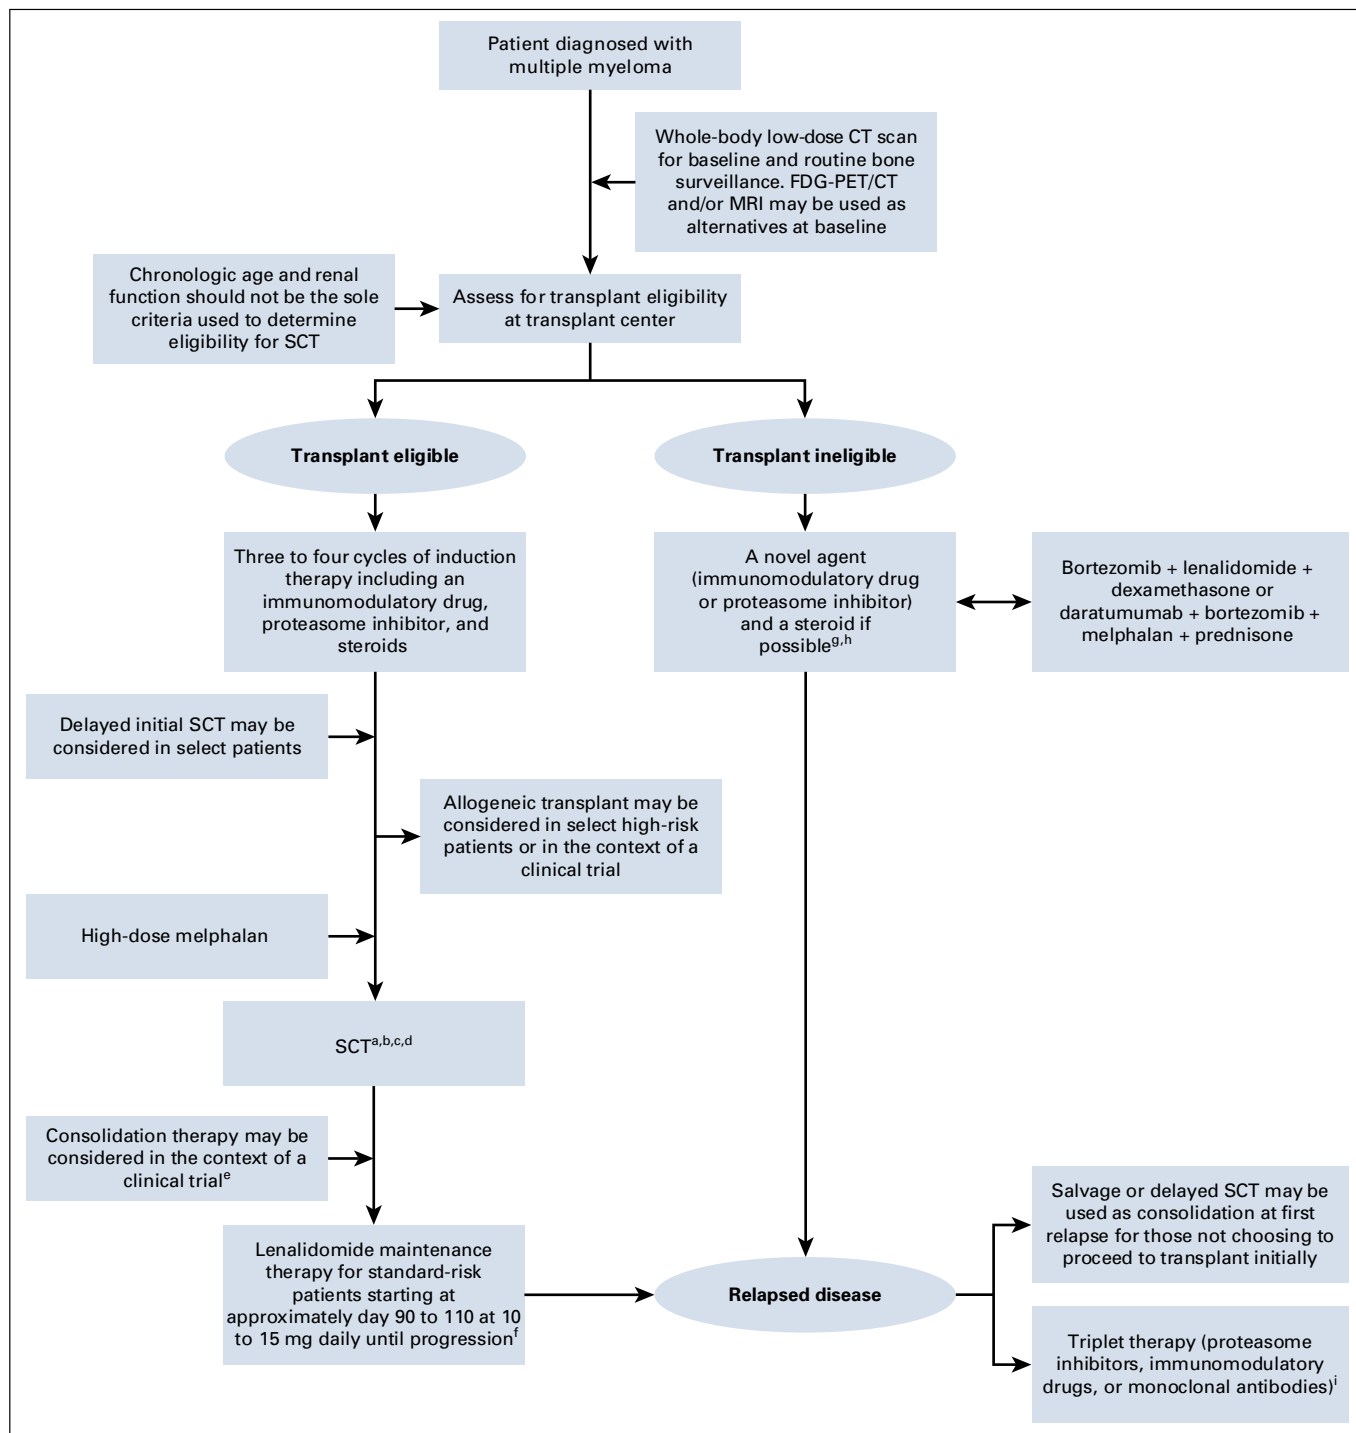 Patient diagnosed with
multiple myeloma
Whole-body low-dose CT scan
for baseline and routine bone
surveillance. FDG-PET/CT
and/or MRI may be used as
alternatives at baseline
Chronologic age and renal
function should not be the sole
criteria used to determine
eligibility for SCT
Assess for transplant eligibility
at transplant center
Transplant eligible
Transplant ineligible
Three to four cycles of induction
therapy including an
immunomodulatory drug,
proteasome inhibitor, and
steroids
A novel agent
(immunomodulatory drug
or proteasome inhibitor)
and a steroid if
possibleg,h
Bortezomib + lenalidomide +
dexamethasone or
daratumumab + bortezomib +
melphalan + prednisone
Delayed initial SCT may be
considered in select patients
Allogeneic transplant may be
considered in select high-risk
patients or in the context of a
clinical trial
High-dose melphalan
SCTa,b,c,d
Consolidation therapy may be
considered in the context of a
clinical triale
Lenalidomide maintenance
therapy for standard-risk
patients starting at
approximately day 90 to 110 at 10
to 15 mg daily until progressionf
Relapsed disease
Salvage or delayed SCT may be
used as consolidation at first
relapse for those not choosing to
proceed to transplant initially
Triplet therapy (proteasome
inhibitors, immunomodulatory
drugs, or monoclonal antibodies)i